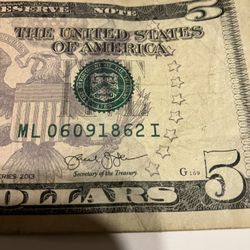 RESERVE NOTE 5
THE UNITED STATES OF AMERICA
FIVE
ML 06091862 I
SERIES 2013
Secretary of the Treasury.
G 169
5
DOLLARS